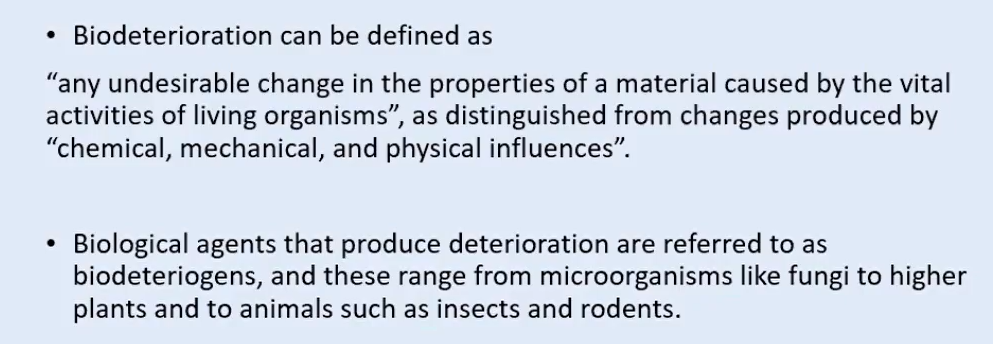 • Biodeterioration can be defined as
“any undesirable change in the properties of a material caused by the vital
activities of living organisms”, as distinguished from changes produced by
“chemical, mechanical, and physical influences”.
• Biological agents that produce deterioration are referred to as
biodeteriogens, and these range from microorganisms like fungi to higher
plants and to animals such as insects and rodents.